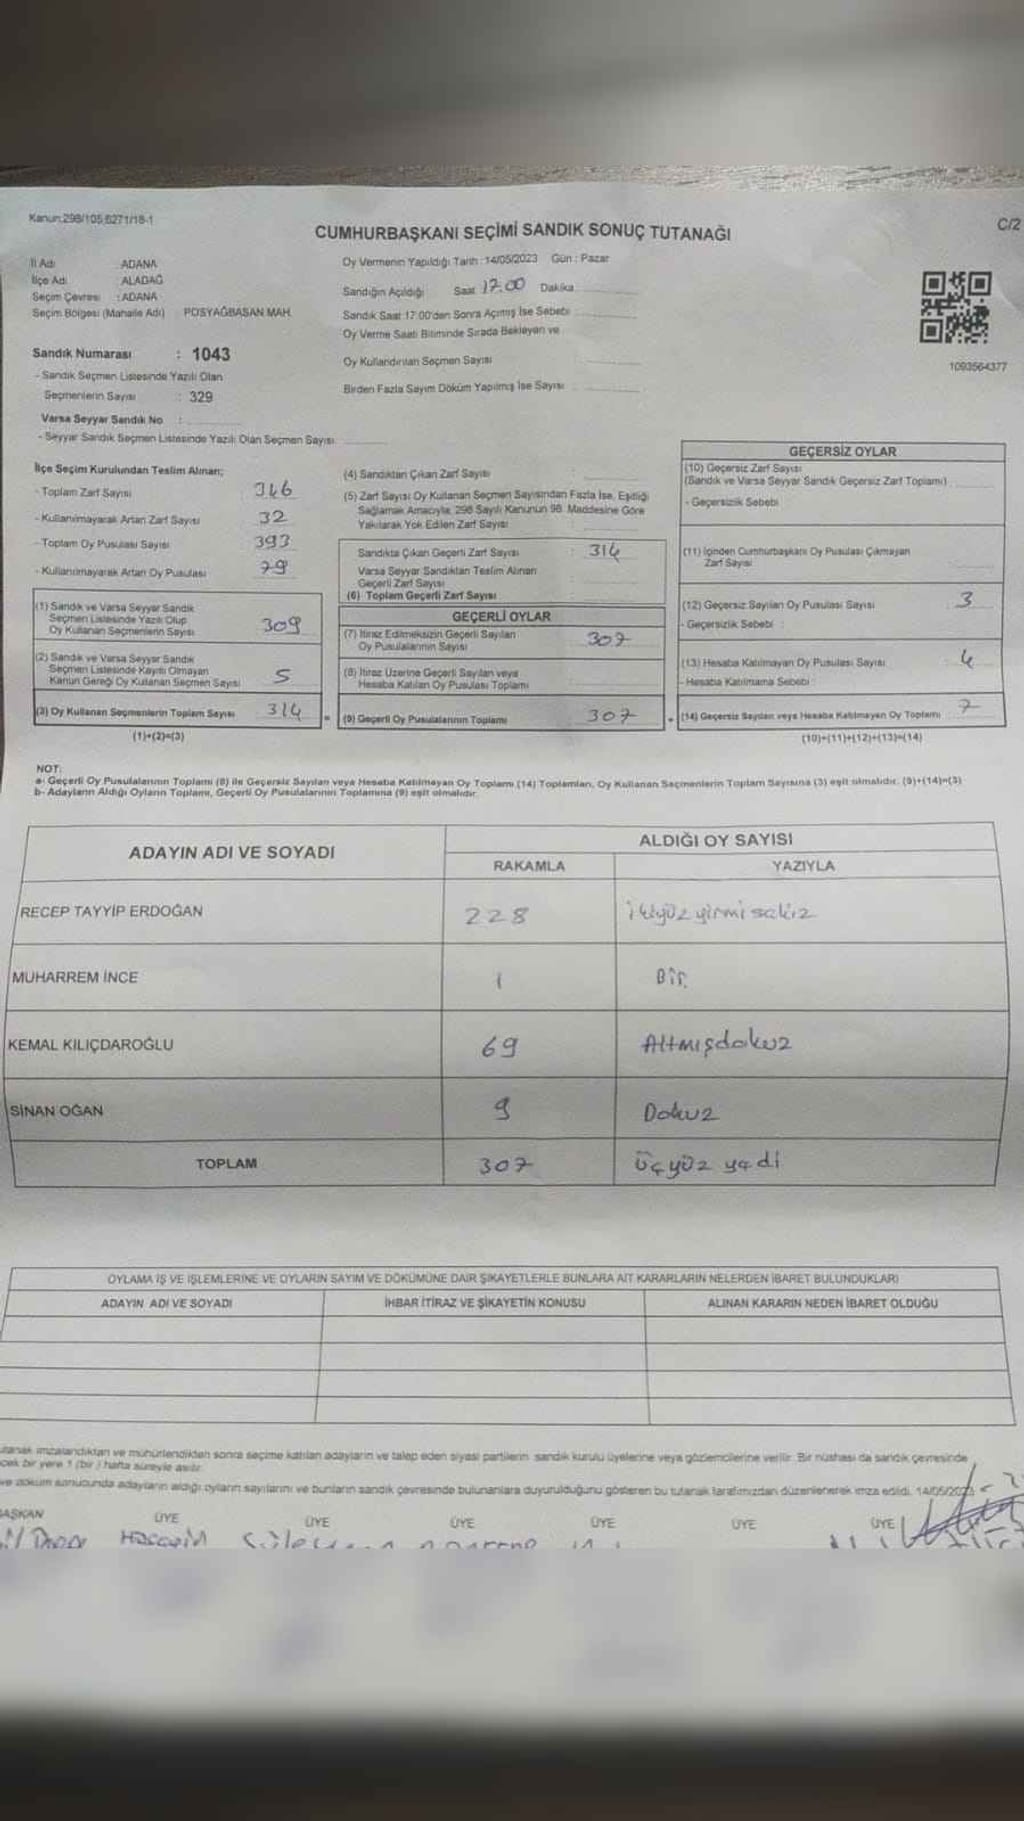 Kanun:298/105,6271/18-1
C/2
CUMHURBAŞKANI SEÇİMİ SANDIK SONUÇ TUTANAĞI
İl Adı : ADANA
İlçe Adı : ALADAĞ
Seçim Çevresi : ADANA
Seçim Bölgesi (Mahalle Adı) POSYAĞBASAN MAH.
Oy Vermenin Yapıldığı Tarih : 14/05/2023 Gün : Pazar
Sandığın Açıldığı Saat 17.00 Dakika
Sandık Saat 17:00'den Sonra Açılmış İse Sebebi
Oy Verme Saati Bitiminde Sırada Bekleyen ve
Oy Kullandırılan Seçmen Sayısı
Birden Fazla Sayım Döküm Yapılmış İse Sayısı
1093564377
Sandık Numarası : 1043
- Sandık Seçmen Listesinde Yazılı Olan
Seçmenlerin Sayısı : 329
Varsa Seyyar Sandık No :
- Seyyar Sandık Seçmen Listesinde Yazılı Olan Seçmen Sayısı
İlçe Seçim Kurulundan Teslim Alınan;
- Toplam Zarf Sayısı 346
- Kullanılmayarak Artan Zarf Sayısı 32
- Toplam Oy Pusulası Sayısı 393
- Kullanılmayarak Artan Oy Pusulası 79
(1) Sandık ve Varsa Seyyar Sandık
Seçmen Listesinde Yazılı Olup
Oy Kullanan Seçmenlerin Sayısı 309
(2) Sandık ve Varsa Seyyar Sandık
Seçmen Listesinde Kayıtlı Olmayan
Kanun Gereği Oy Kullanan Seçmen Sayısı 5
(3) Oy Kullanan Seçmenlerin Toplam Sayısı 314
(1)+(2)=(3)
(4) Sandıktan Çıkan Zarf Sayısı
(5) Zarf Sayısı Oy Kullanan Seçmen Sayısından Fazla İse, Eşitliği
Sağlamak Amacıyla, 298 Sayılı Kanunun 98. Maddesine Göre
Yakılarak Yok Edilen Zarf Sayısı
Sandıkta Çıkan Geçerli Zarf Sayısı : 314
Varsa Seyyar Sandıktan Teslim Alınan
Geçerli Zarf Sayısı
(6) Toplam Geçerli Zarf Sayısı
GEÇERLİ OYLAR
(7) İtiraz Edilmeksizin Geçerli Sayılan
Oy Pusulalarının Sayısı 307
(8) İtiraz Üzerine Geçerli Sayılan veya
Hesaba Katılan Oy Pusulası Toplamı
= (9) Geçerli Oy Pusulalarının Toplamı 307
GEÇERSİZ OYLAR
(10) Geçersiz Zarf Sayısı
(Sandık ve Varsa Seyyar Sandık Geçersiz Zarf Toplamı)
- Geçersizlik Sebebi
(11) İçinden Cumhurbaşkanı Oy Pusulası Çıkmayan
Zarf Sayısı
(12) Geçersiz Sayılan Oy Pusulası Sayısı 3
- Geçersizlik Sebebi :
(13) Hesaba Katılmayan Oy Pusulası Sayısı 4
- Hesaba Katılmama Sebebi :
+ (14) Geçersiz Sayılan veya Hesaba Katılmayan Oy Toplamı 7
(10)+(11)+(12)+(13)=(14)
NOT:
a- Geçerli Oy Pusulalarının Toplamı (9) ile Geçersiz Sayılan veya Hesaba Katılmayan Oy Toplamı (14) Toplamları, Oy Kullanan Seçmenlerin Toplam Sayısına (3) eşit olmalıdır. (9)+(14)=(3)
b- Adayların Aldığı Oyların Toplamı, Geçerli Oy Pusulalarının Toplamına (9) eşit olmalıdır.
ADAYIN ADI VE SOYADI ALDIĞI OY SAYISI
RAKAMLA YAZIYLA
RECEP TAYYİP ERDOĞAN 228 ikiyüz yirmi sekiz
MUHARREM İNCE 1 Bir
KEMAL KILIÇDAROĞLU 69 Altmışdokuz
SİNAN OĞAN 9 Dokuz
TOPLAM 307 üçyüz yedi
OYLAMA İŞ VE İŞLEMLERİNE VE OYLARIN SAYIM VE DÖKÜMÜNE DAİR ŞİKAYETLERLE BUNLARA AİT KARARLARIN NELERDEN İBARET BULUNDUKLARI
ADAYIN ADI VE SOYADI İHBAR İTİRAZ VE ŞİKAYETİN KONUSU ALINAN KARARIN NEDEN İBARET OLDUĞU
utanak imzalandıktan ve mühürlendikten sonra seçime katılan adayların ve talep eden siyasi partilerin sandık kurulu üyelerine veya gözlemcilerine verilir. Bir nüshası da sandık çevresinde
cek bir yere 1 (bir ) hafta süreyle asılır.
ve döküm sonucunda adayların aldığı oyların sayılarını ve bunların sandık çevresinde bulunanlara duyurulduğunu gösteren bu tutanak tarafımızdan düzenlenerek imza edildi. 14/05/2023
BAŞKAN ÜYE ÜYE ÜYE ÜYE ÜYE ÜYE